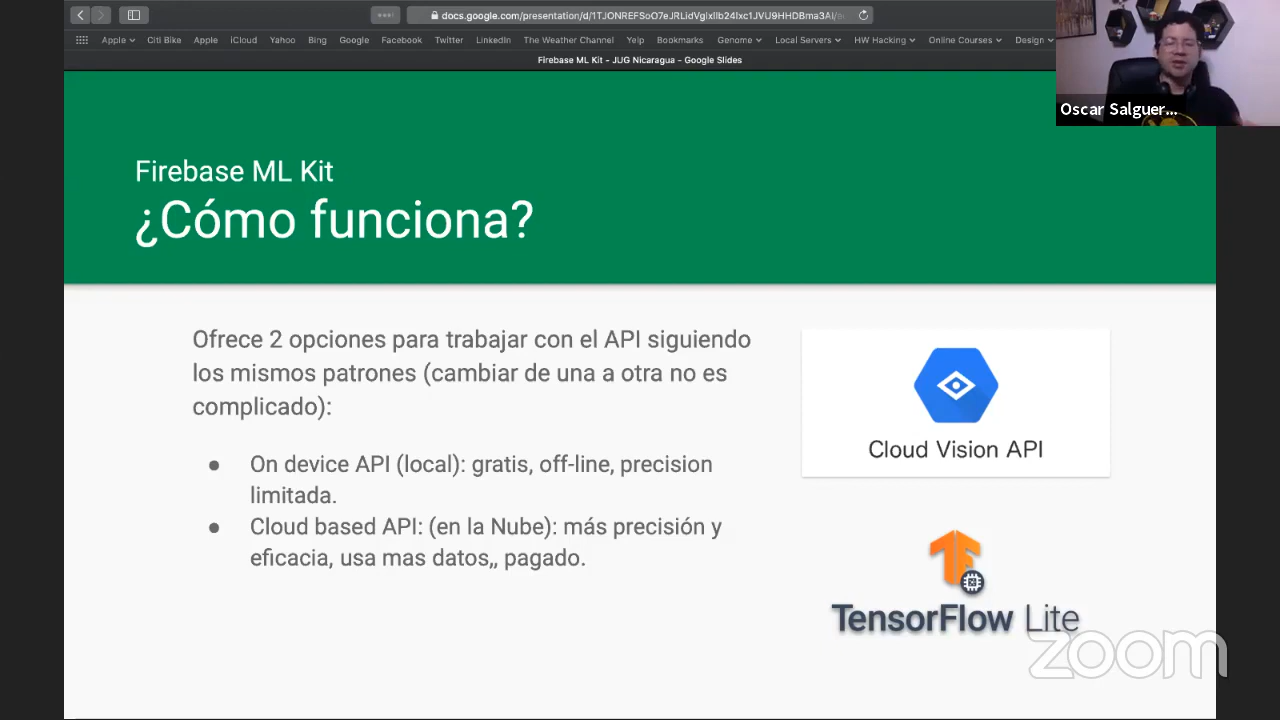 docs.google.com/presentation/d/
Apple Citi Bike Apple iCloud Yahoo Bing Google Facebook Twitter LinkedIn The Weather Channel Yelp Bookmarks Genome Local Servers HW Hacking Online Courses Design
Firebase ML Kit - JUG Nicaragua - Google Slides
Oscar Salguer...
Firebase ML Kit
¿Cómo funciona?
Ofrece 2 opciones para trabajar con el API siguiendo
los mismos patrones (cambiar de una a otra no es
complicado):
● On device API (local): gratis, off-line, precision
limitada.
● Cloud based API: (en la Nube): más precisión y
eficacia, usa mas datos,, pagado.
Cloud Vision API
TensorFlow Lite
zoom